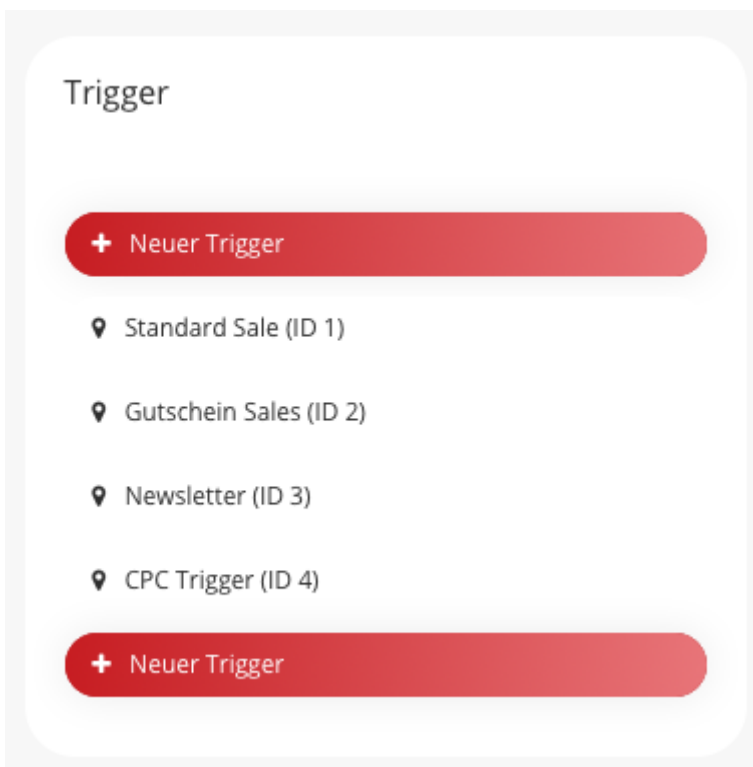 Trigger
Neuer Trigger
Standard Sale (ID 1)
Gutschein Sales (ID 2)
Newsletter (ID 3)
CPC Trigger (ID 4)
Neuer Trigger